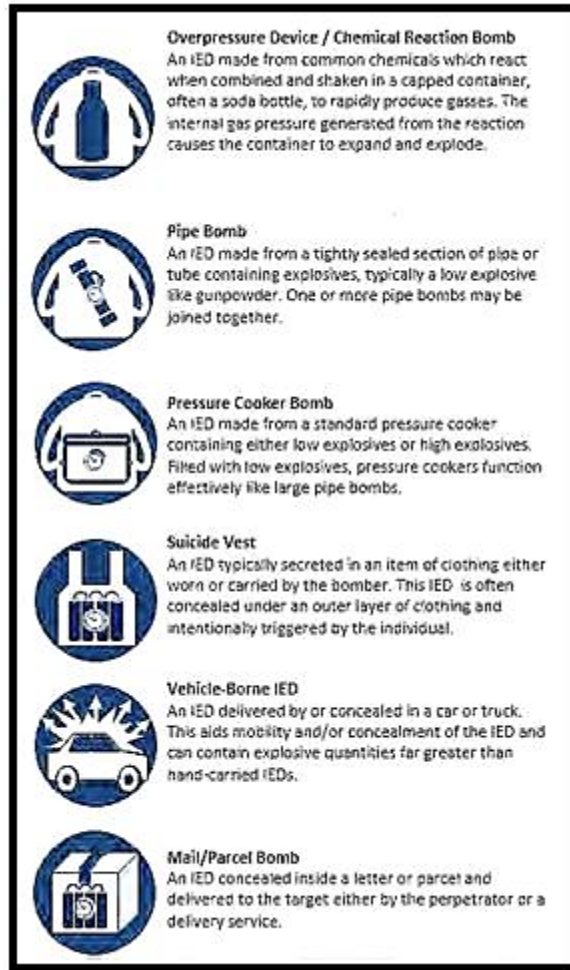 Overpressure Device / Chemical Reaction Bomb
An IED made from common chemicals which react
when combined and shaken in a capped container,
often a soda bottle, to rapidly produce gasses. The
internal gas pressure generated from the reaction
causes the container to expand and explode.
Pipe Bomb
An IED made from a tightly sealed section of pipe or
tube containing explosives, typically a low explosive
like gunpowder. One or more pipe bombs may be
joined together.
Pressure Cooker Bomb
An IED made from a standard pressure cooker
containing either low explosives or high explosives.
Filled with low explosives, pressure cookers function
effectively like large pipe bombs.
Suicide Vest
An IED typically secreted in an item of clothing either
worn or carried by the bomber. This IED is often
concealed under an outer layer of clothing and
intentionally triggered by the individual.
Vehicle-Borne IED
An IED delivered by or concealed in a car or truck.
This aids mobility and/or concealment of the IED and
can contain explosive quantities far greater than
hand-carried IEDs.
Mail/Parcel Bomb
An IED concealed inside a letter or parcel and
delivered to the target either by the perpetrator or a
delivery service.